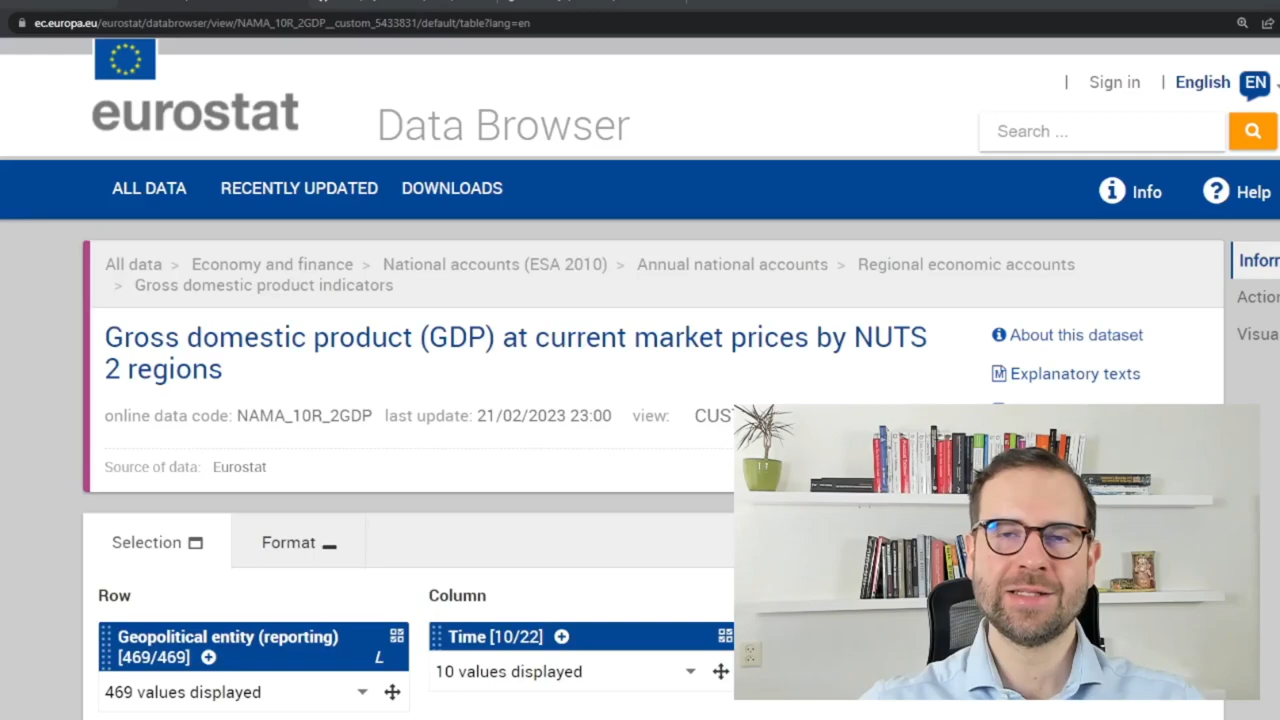 ec.europa.eu/eurostat/databrowser/view/NAMA_10R_2GDP__custom_5433831/default/table?lang=en
eurostat
Data Browser
Sign in
English EN
Search ...
ALL DATA RECENTLY UPDATED DOWNLOADS
Info
Help
All data > Economy and finance > National accounts (ESA 2010) > Annual national accounts > Regional economic accounts
> Gross domestic product indicators
Gross domestic product (GDP) at current market prices by NUTS
2 regions
About this dataset
Explanatory texts
online data code: NAMA_10R_2GDP last update: 21/02/2023 23:00 view: CUST
Source of data: Eurostat
Infor
Action
Visua
Selection
Format
Row
Column
Geopolitical entity (reporting)
[469/469] L
469 values displayed
Time [10/22]
10 values displayed